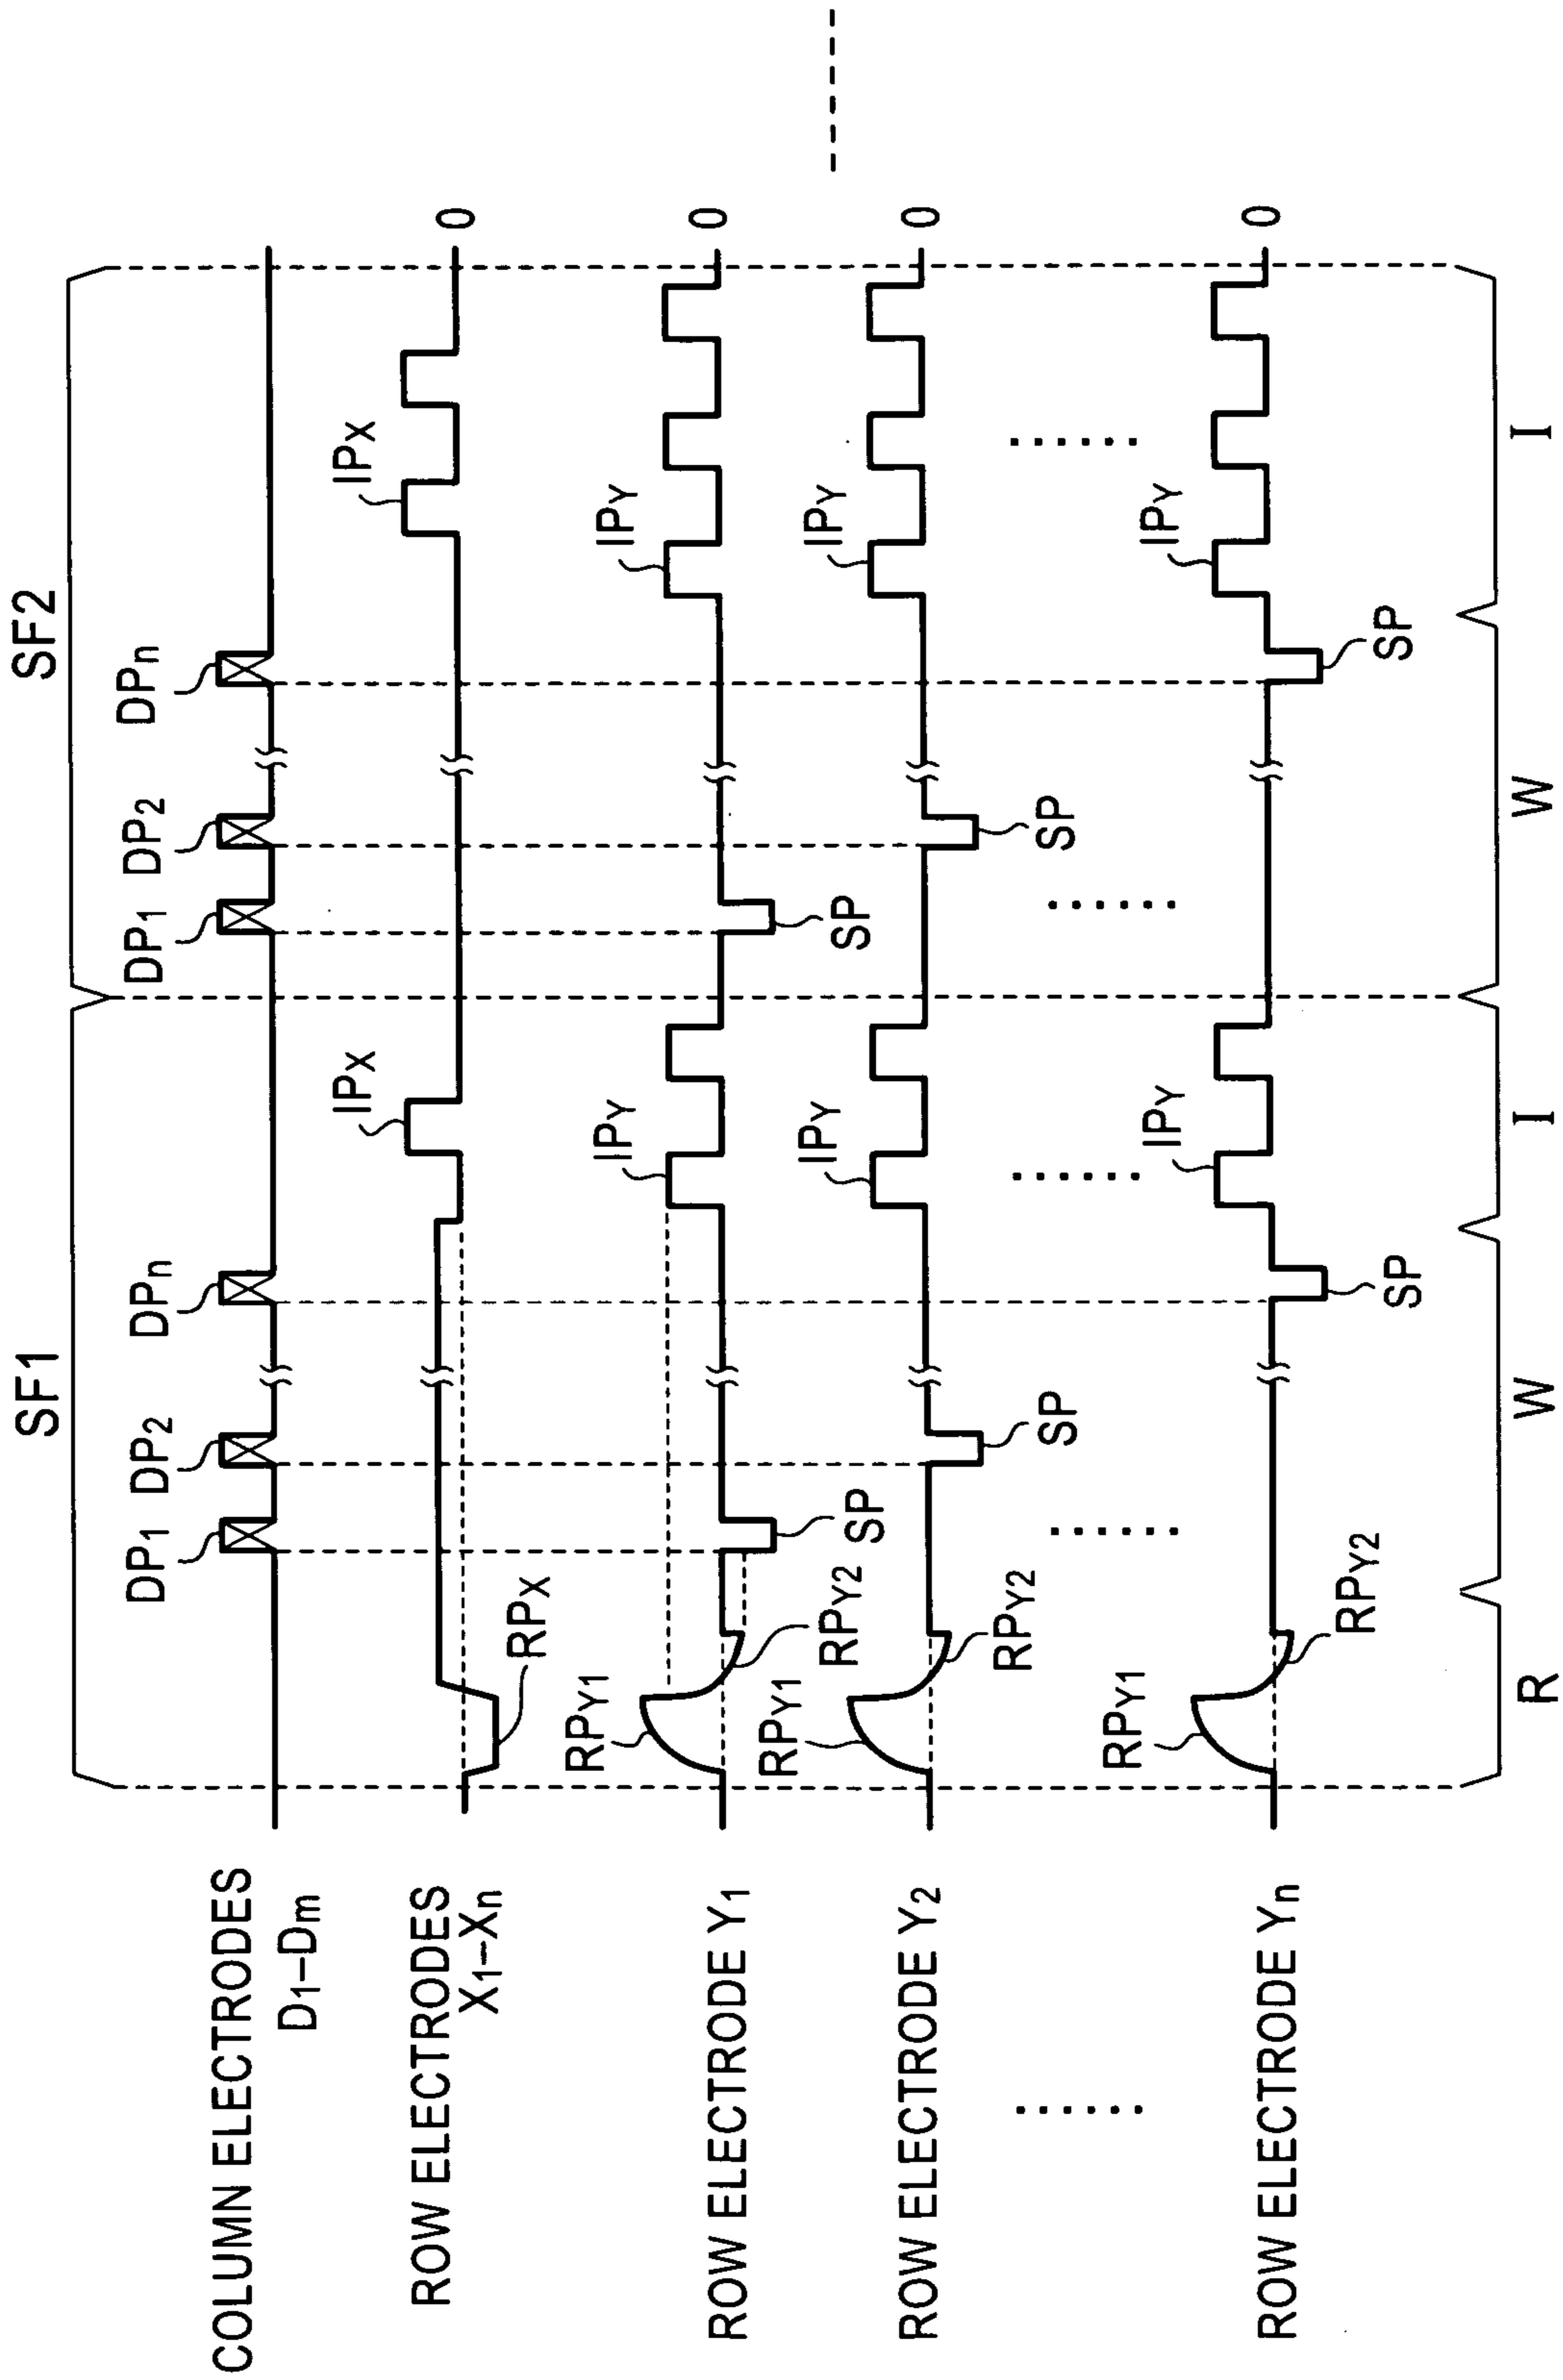 SF1 SF2
DP1 DP2 DPn DP1 DP2 DPn
COLUMN ELECTRODES
D1–Dm
IPX IPX
ROW ELECTRODES
X1–Xn
0
RPX
RPY1 IPY IPY
ROW ELECTRODE Y1
0
RPY2 SP SP
RPY1 IPY IPY
ROW ELECTRODE Y2
0
RPY2 SP SP
RPY1 IPY IPY
ROW ELECTRODE Yn
0
RPY2 SP SP
R W I W I